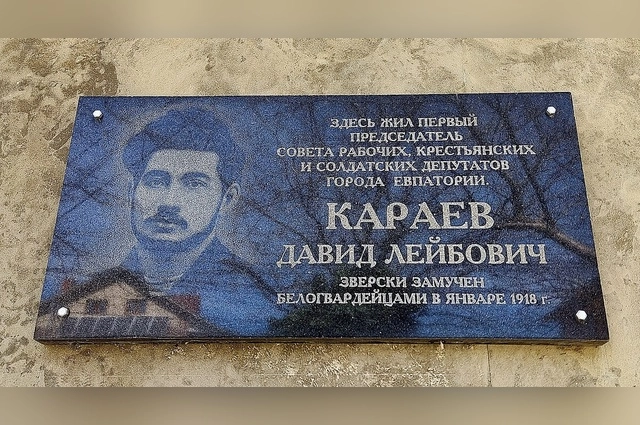 ЗДЕСЬ ЖИЛ ПЕРВЫЙ
ПРЕДСЕДАТЕЛЬ
СОВЕТА РАБОЧИХ, КРЕСТЬЯНСКИХ
И СОЛДАТСКИХ ДЕПУТАТОВ
ГОРОДА ЕВПАТОРИИ.
КАРАЕВ
ДАВИД ЛЕЙБОВИЧ
ЗВЕРСКИ ЗАМУЧЕН
БЕЛОГВАРДЕЙЦАМИ В ЯНВАРЕ 1918 г.